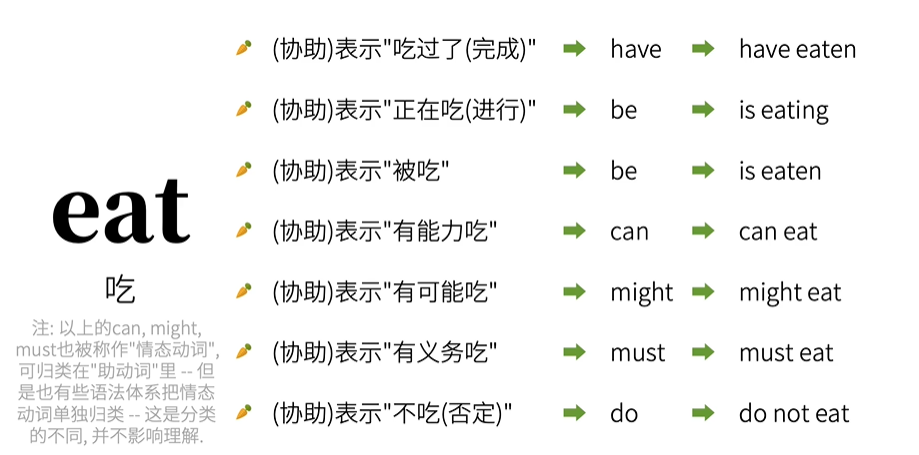 (协助)表示"吃过了(完成)" have have eaten
(协助)表示"正在吃(进行)" be is eating
(协助)表示"被吃" be is eaten
(协助)表示"有能力吃" can can eat
(协助)表示"有可能吃" might might eat
(协助)表示"有义务吃" must must eat
(协助)表示"不吃(否定)" do do not eat
eat
吃
注: 以上的can, might,
must也被称作"情态动词",
可归类在"助动词"里 -- 但
是也有些语法体系把情态
动词单独归类 -- 这是分类
的不同, 并不影响理解.